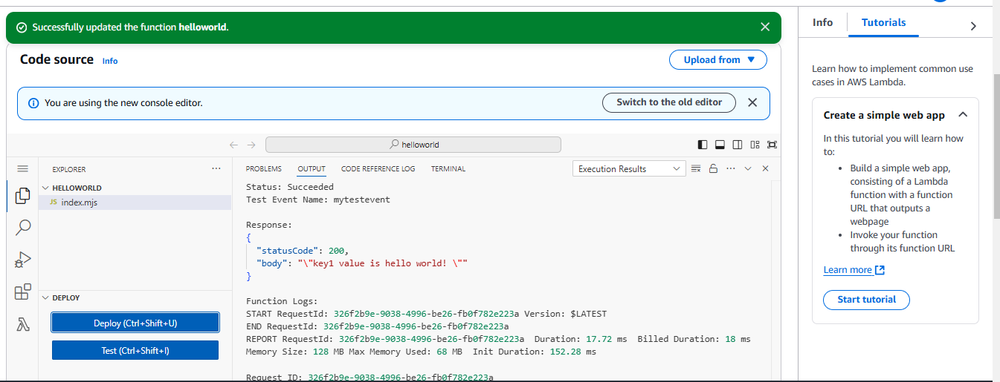 Successfully updated the function helloworld.
Code source Info
Upload from
You are using the new console editor.
Switch to the old editor
helloworld
EXPLORER
HELLOWORLD
JS index.mjs
DEPLOY
Deploy (Ctrl+Shift+U)
Test (Ctrl+Shift+I)
PROBLEMS OUTPUT CODE REFERENCE LOG TERMINAL
Execution Results
Status: Succeeded
Test Event Name: mytestevent
Response:
{
"statusCode": 200,
"body": "\"key1 value is hello world! \""
}
Function Logs:
START RequestId: 326f2b9e-9038-4996-be26-fb0f782e223a Version: $LATEST
END RequestId: 326f2b9e-9038-4996-be26-fb0f782e223a
REPORT RequestId: 326f2b9e-9038-4996-be26-fb0f782e223a Duration: 17.72 ms Billed Duration: 18 ms
Memory Size: 128 MB Max Memory Used: 68 MB Init Duration: 152.28 ms
Request ID: 326f2b9e-9038-4996-be26-fb0f782e223a
Info Tutorials
Learn how to implement common use
cases in AWS Lambda.
Create a simple web app
In this tutorial you will learn how
to:
• Build a simple web app,
consisting of a Lambda
function with a function
URL that outputs a
webpage
• Invoke your function
through its function URL
Learn more
Start tutorial